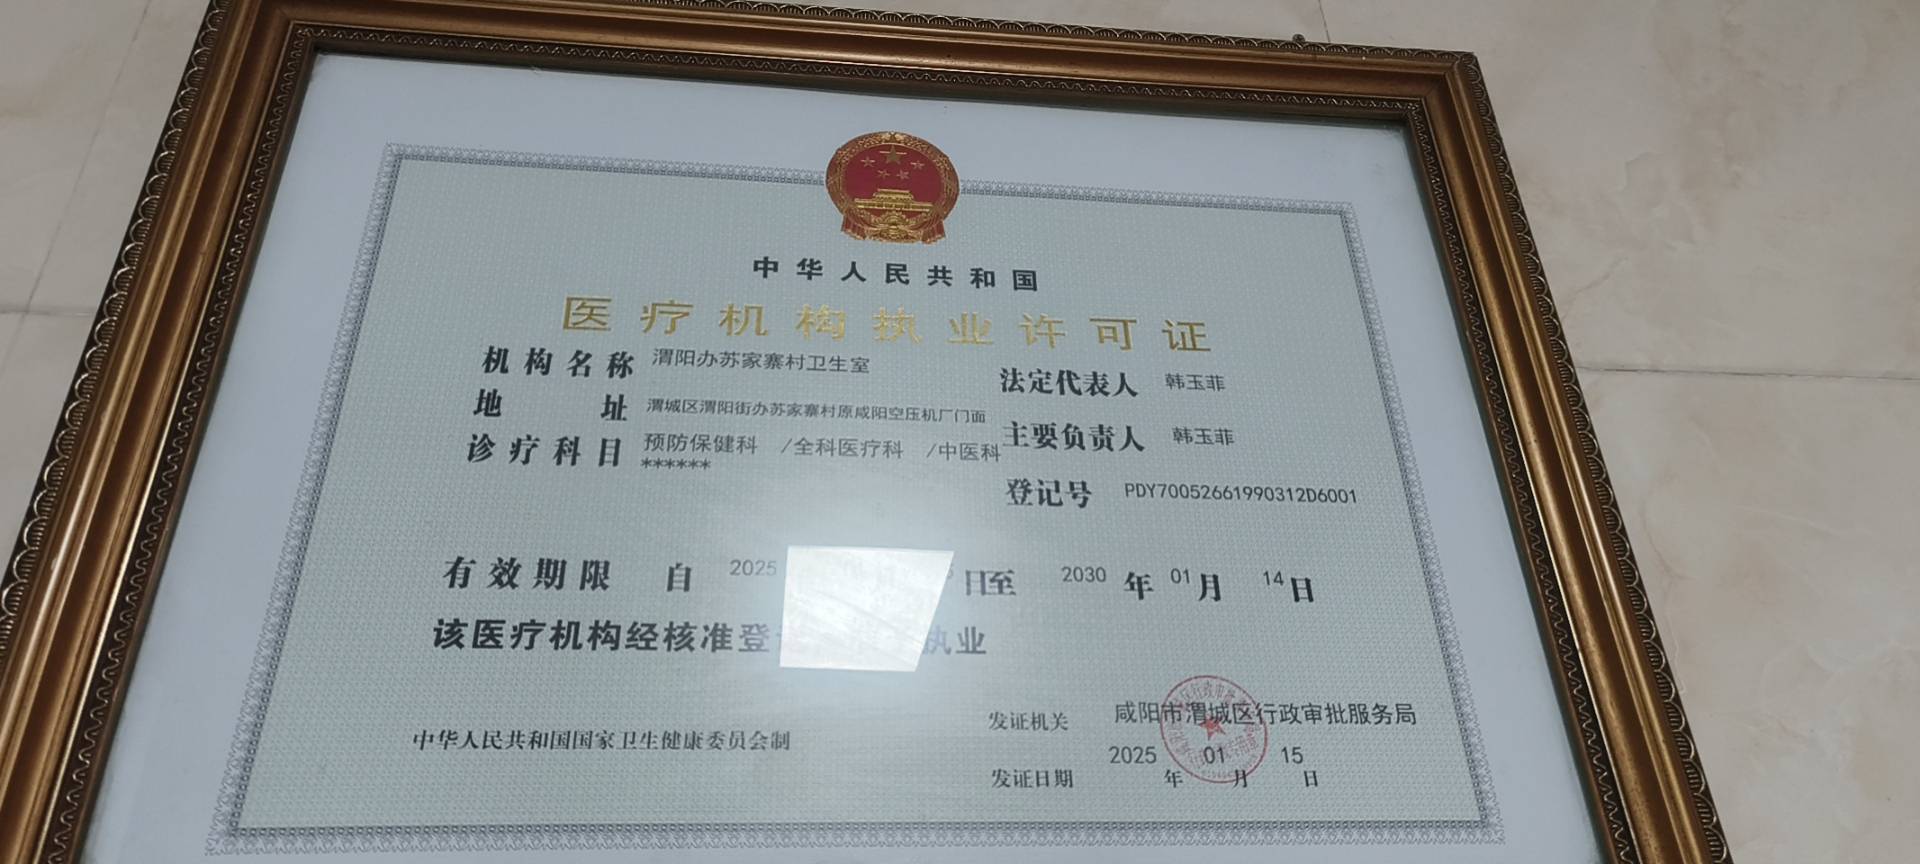 中华人民共和国
医疗机构执业许可证
机构名称 渭阳办苏家寨村卫生室
法定代表人 韩玉菲
地址 渭城区渭阳街办苏家寨村原咸阳空压机厂门面
主要负责人 韩玉菲
诊疗科目 预防保健科 /全科医疗科 /中医科
******
登记号 PDY70052661990312D6001
有效期限 自 2025 日至 2030 年 01 月 14 日
该医疗机构经核准登 执业
发证机关 咸阳市渭城区行政审批服务局
中华人民共和国国家卫生健康委员会制
发证日期 2025 年 01 月 15 日